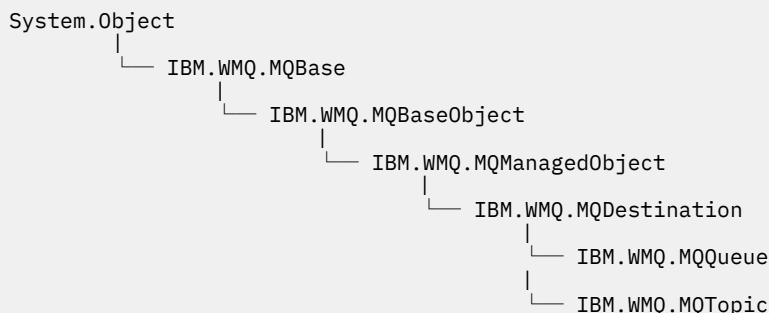 System.Object
IBM.WMQ.MQBase
IBM.WMQ.MQBaseObject
IBM.WMQ.MQManagedObject
IBM.WMQ.MQDestination
IBM.WMQ.MQQueue
IBM.WMQ.MQTopic